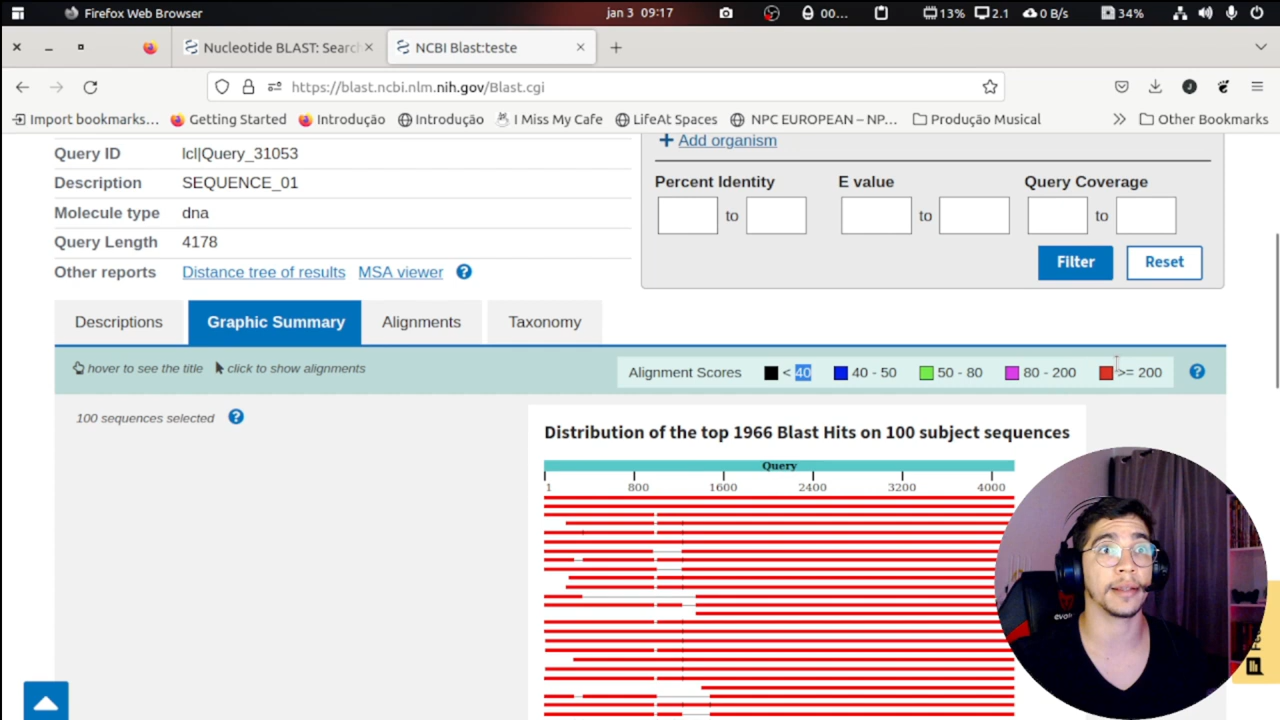 Firefox Web Browser
jan 3 09:17
00...
13%
2.1
0 B/s
34%
Nucleotide BLAST: Search
NCBI Blast:teste
https://blast.ncbi.nlm.nih.gov/Blast.cgi
Import bookmarks...
Getting Started
Introdução
Introdução
I Miss My Cafe
LifeAt Spaces
NPC EUROPEAN – NP...
Produção Musical
Other Bookmarks
Query ID lcl|Query_31053
Description SEQUENCE_01
Molecule type dna
Query Length 4178
Other reports Distance tree of results MSA viewer ?
+ Add organism
Percent Identity E value Query Coverage
to to to
Filter Reset
Descriptions Graphic Summary Alignments Taxonomy
hover to see the title click to show alignments
Alignment Scores < 40 40 - 50 50 - 80 80 - 200 >= 200 ?
100 sequences selected ?
Distribution of the top 1966 Blast Hits on 100 subject sequences
Query
1 800 1600 2400 3200 4000